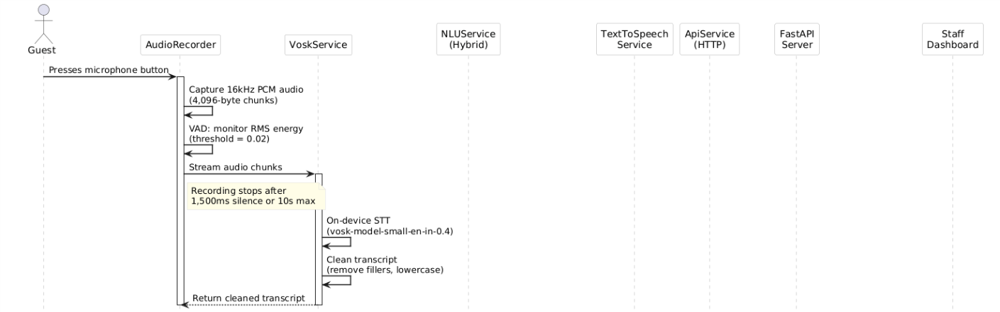 Guest
AudioRecorder
VoskService
NLUService
(Hybrid)
TextToSpeech
Service
ApiService
(HTTP)
FastAPI
Server
Staff
Dashboard
Presses microphone button
Capture 16kHz PCM audio
(4,096-byte chunks)
VAD: monitor RMS energy
(threshold = 0.02)
Stream audio chunks
Recording stops after
1,500ms silence or 10s max
On-device STT
(vosk-model-small-en-in-0.4)
Clean transcript
(remove fillers, lowercase)
Return cleaned transcript